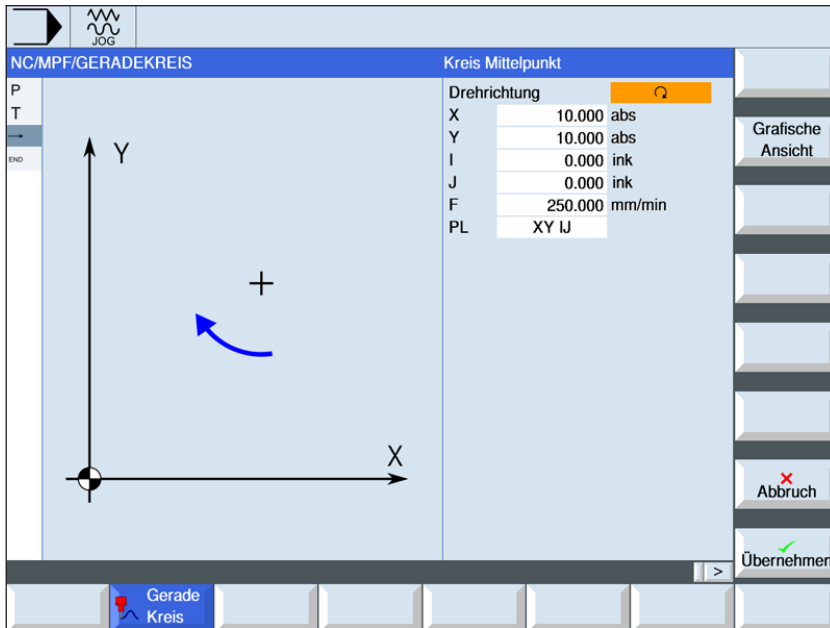 JOG
NC/MPF/GERADEKREIS
Kreis Mittelpunkt
P
T
END
Y
X
Drehrichtung
X 10.000 abs
Y 10.000 abs
I 0.000 ink
J 0.000 ink
F 250.000 mm/min
PL XY IJ
Grafische
Ansicht
Abbruch
Übernehmen
>
Gerade
Kreis